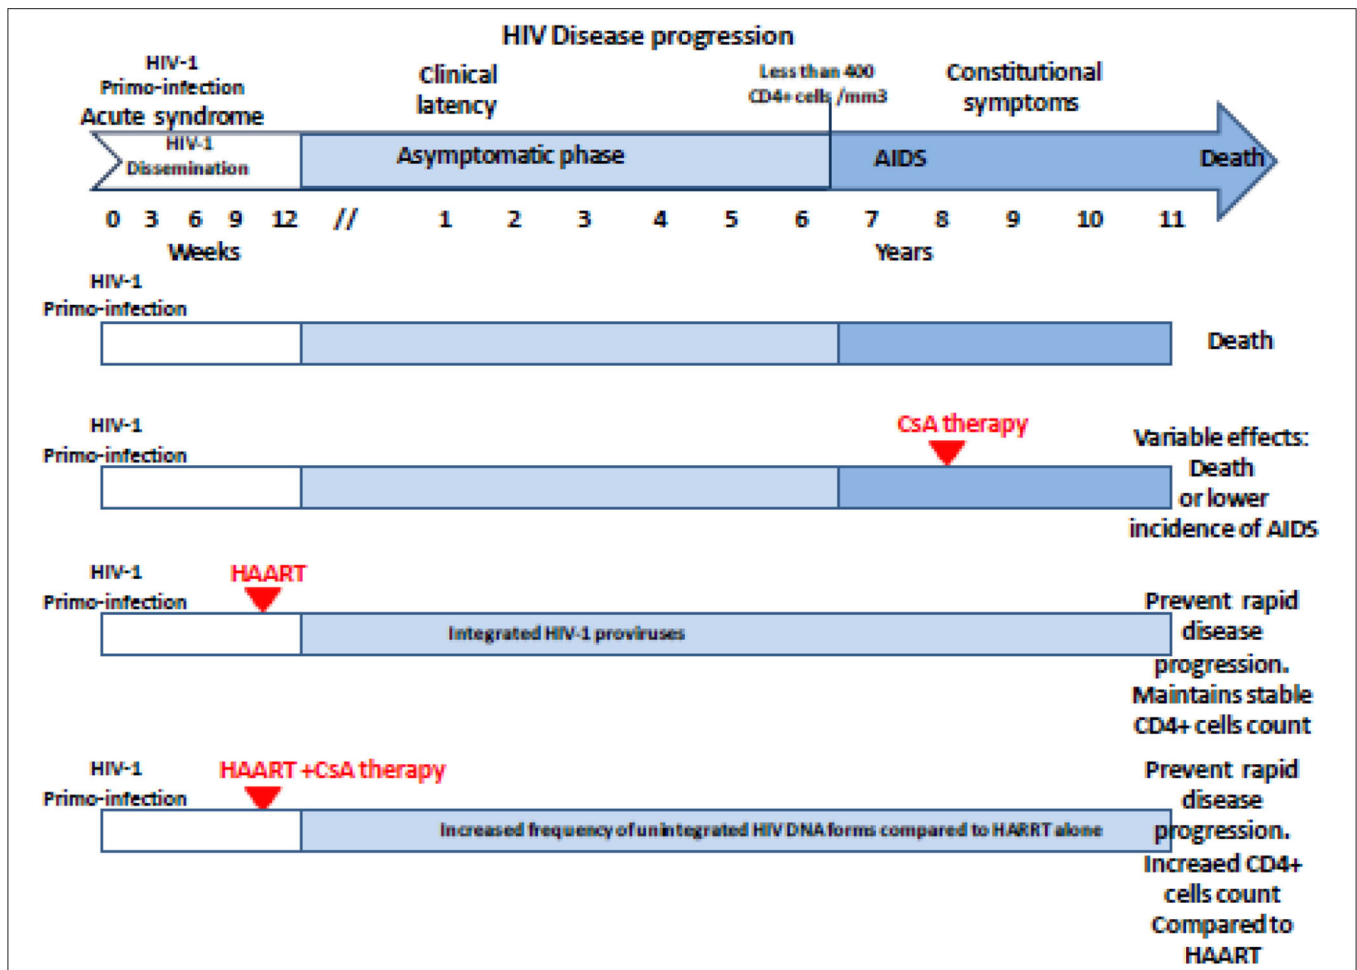 HIV Disease progression
HIV-1
Primo-infection
Acute syndrome
Clinical
latency
Less than 400
CD4+ cells /mm3
Constitutional
symptoms
HIV-1
Dissemination
Asymptomatic phase
AIDS
Death
0 3 6 9 12 // 1 2 3 4 5 6 7 8 9 10 11
Weeks
Years
HIV-1
Primo-infection
Death
HIV-1
Primo-infection
CsA therapy
Variable effects:
Death
or lower
incidence of AIDS
HIV-1
Primo-infection
HAART
Integrated HIV-1 proviruses
Prevent rapid
disease
progression.
Maintains stable
CD4+ cells count
HIV-1
Primo-infection
HAART +CsA therapy
Increased frequency of unintegrated HIV DNA forms compared to HARRT alone
Prevent rapid
disease
progression.
Increaed CD4+
cells count
Compared to
HAART